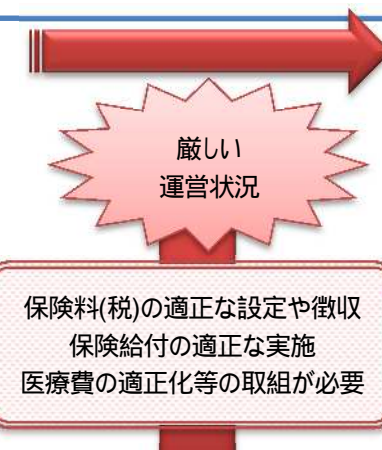 厳しい
運営状況
保険料(税)の適正な設定や徴収
保険給付の適正な実施
医療費の適正化等の取組が必要